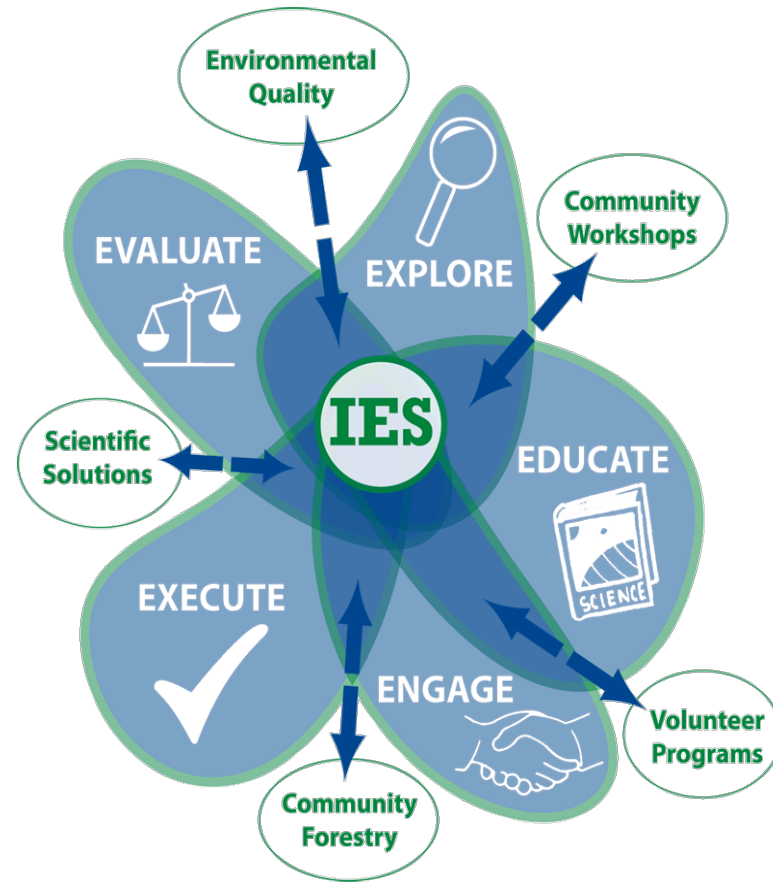 Environmental
Quality
EXPLORE
Community
Workshops
EVALUATE
IES
EDUCATE
SCIENCE
Scientific
Solutions
EXECUTE
ENGAGE
Volunteer
Programs
Community
Forestry